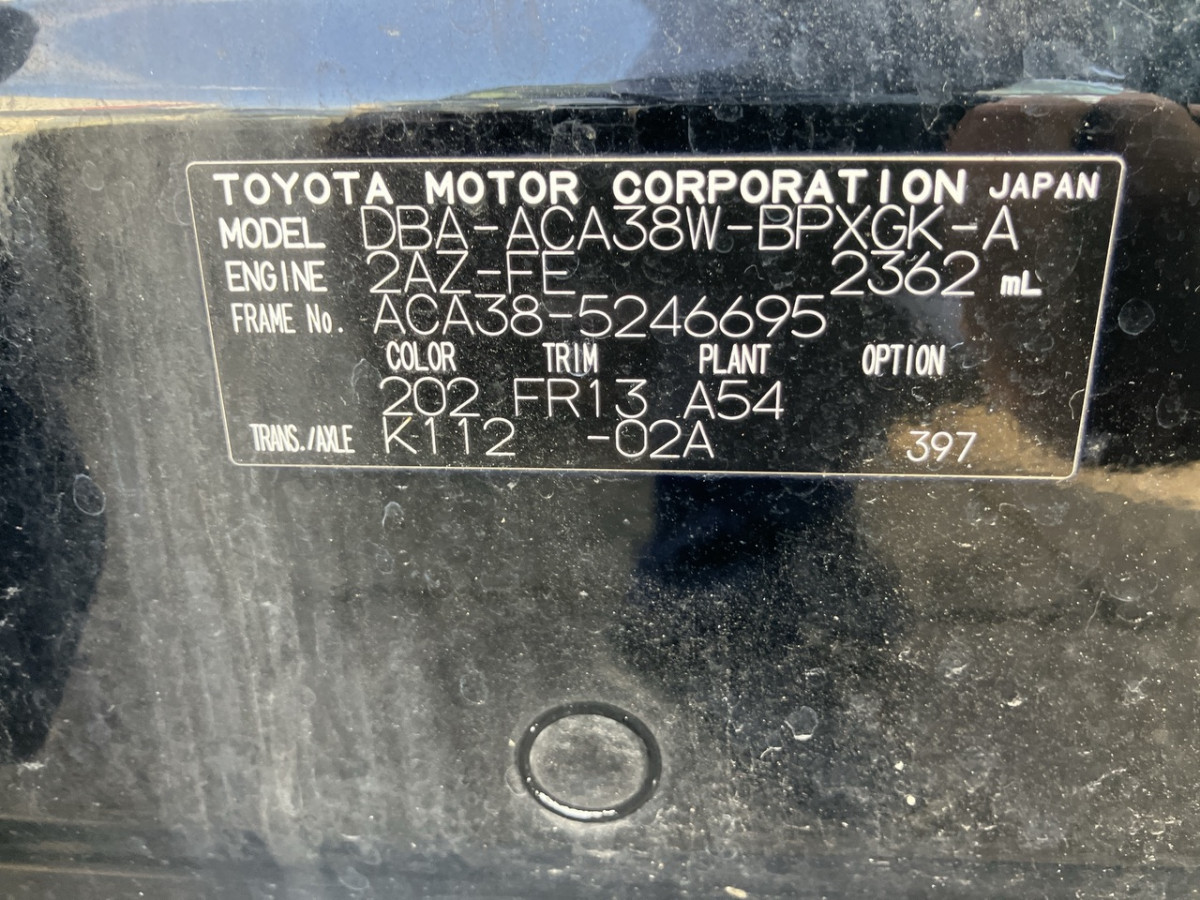 TOYOTA MOTOR CORPORATION JAPAN
MODEL DBA-ACA38W-BPXGK-A
ENGINE 2AZ-FE 2362 mL
FRAME No. ACA38-5246695
COLOR TRIM PLANT OPTION
202 FR13 A54
TRANS./AXLE K112 -02A 397